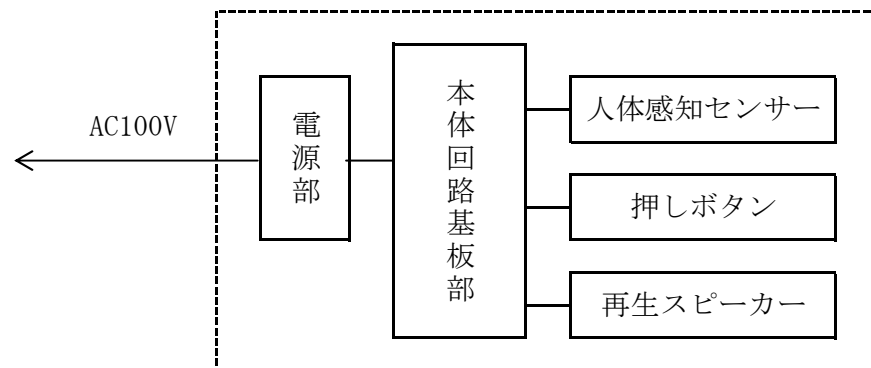 AC100V
電源部
本体回路基板部
人体感知センサー
押しボタン
再生スピーカー